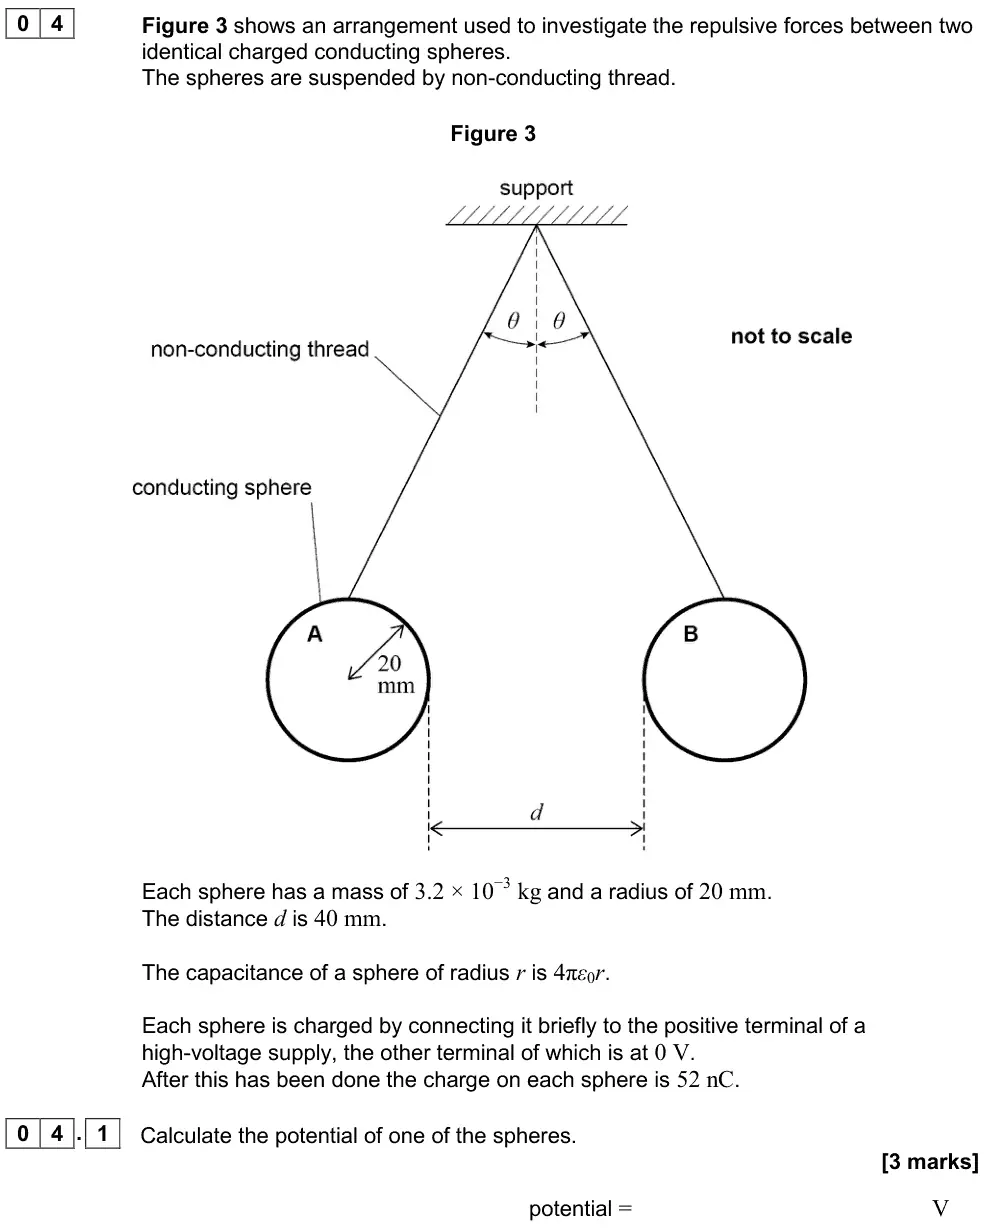 0 4
Figure 3 shows an arrangement used to investigate the repulsive forces between two
identical charged conducting spheres.
The spheres are suspended by non-conducting thread.
Figure 3
support
θ θ
not to scale
non-conducting thread
conducting sphere
A
B
20
mm
d
Each sphere has a mass of 3.2 × 10⁻³ kg and a radius of 20 mm.
The distance d is 40 mm.
The capacitance of a sphere of radius r is 4πε₀r.
Each sphere is charged by connecting it briefly to the positive terminal of a
high-voltage supply, the other terminal of which is at 0 V.
After this has been done the charge on each sphere is 52 nC.
0 4 . 1 Calculate the potential of one of the spheres.
[3 marks]
potential = V